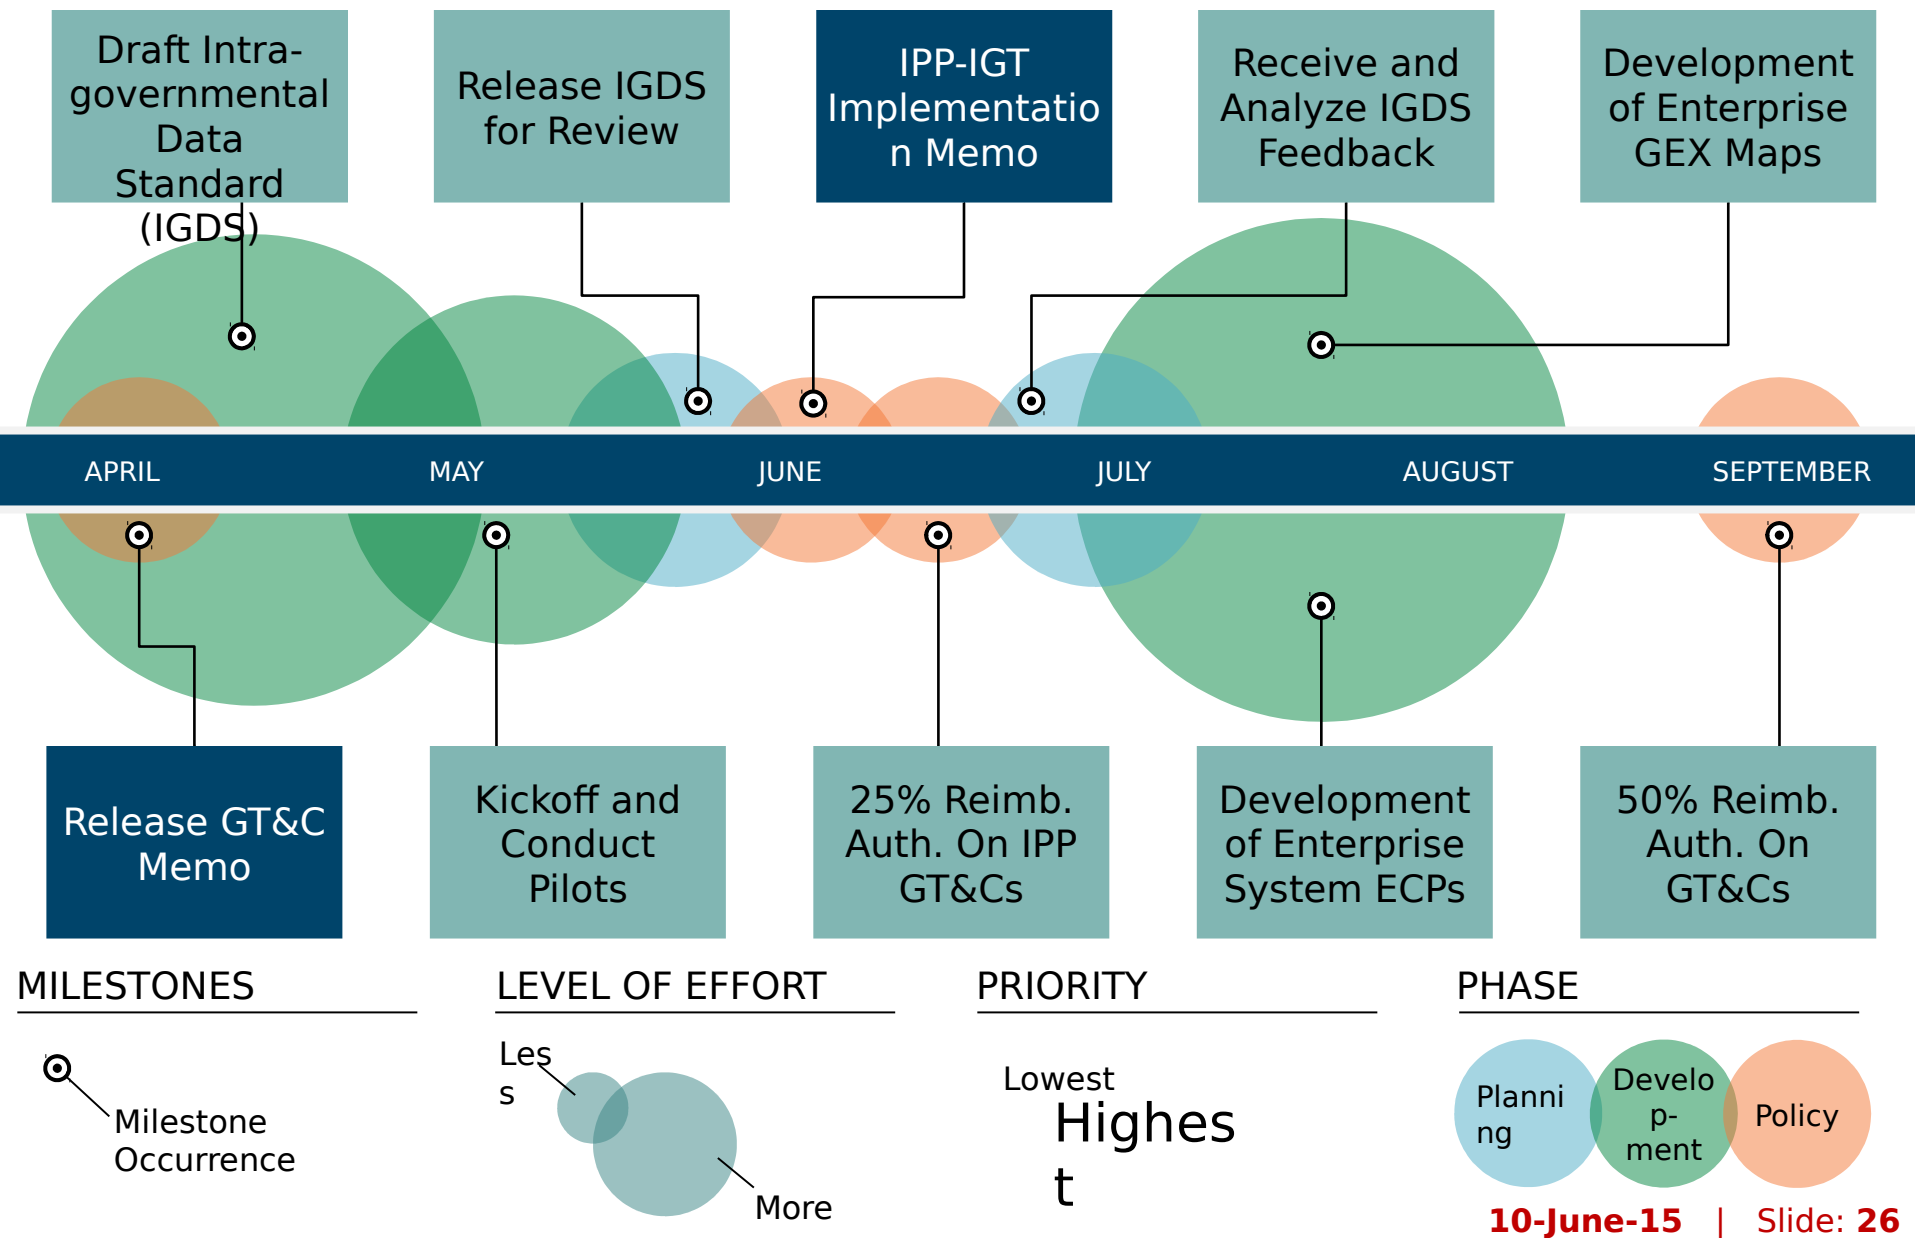 Draft Intra-
governmental
Data
Standard
(IGDS)
Release IGDS
for Review
IPP-IGT
Implementatio
n Memo
Receive and
Analyze IGDS
Feedback
Development
of Enterprise
GEX Maps
APRIL
MAY
JUNE
JULY
AUGUST
SEPTEMBER
Release GT&C
Memo
Kickoff and
Conduct
Pilots
25% Reimb.
Auth. On IPP
GT&Cs
Development
of Enterprise
System ECPs
50% Reimb.
Auth. On
GT&Cs
MILESTONES
Milestone
Occurrence
LEVEL OF EFFORT
Les
s
More
PRIORITY
Lowest
Highes
t
PHASE
Planni
ng
Develo
p-
ment
Policy
10-June-15 | Slide: 26